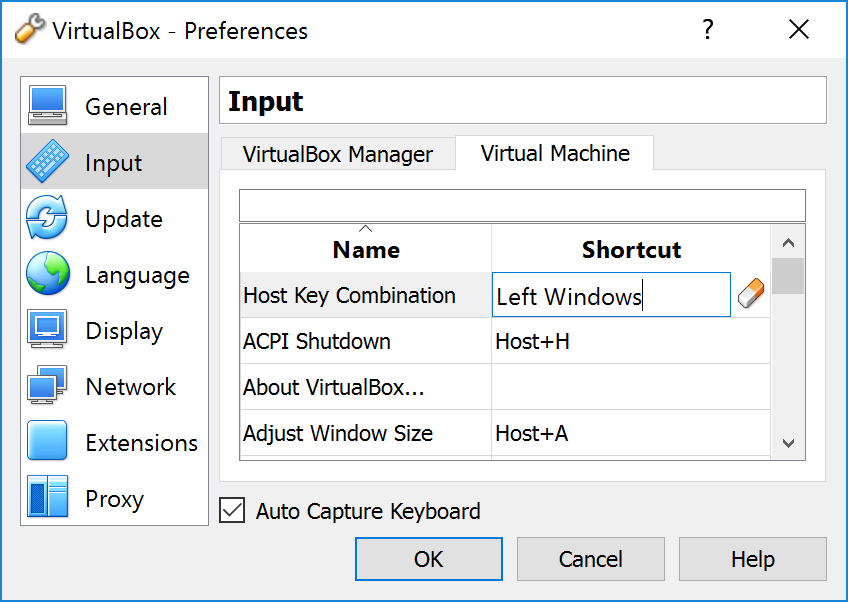 VirtualBox - Preferences
?
General
Input
Update
Language
Display
Network
Extensions
Proxy
Input
VirtualBox Manager Virtual Machine
Name Shortcut
Host Key Combination Left Windows
ACPI Shutdown Host+H
About VirtualBox...
Adjust Window Size Host+A
Auto Capture Keyboard
OK Cancel Help